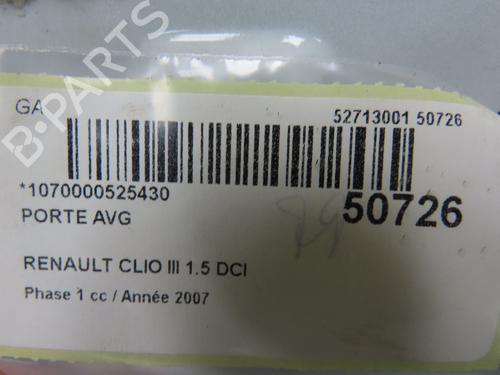 GA
52713001 50726
*1070000525430
50726
PORTE AVG
RENAULT CLIO III 1.5 DCI
Phase 1 cc / Année 2007
B-PARTS